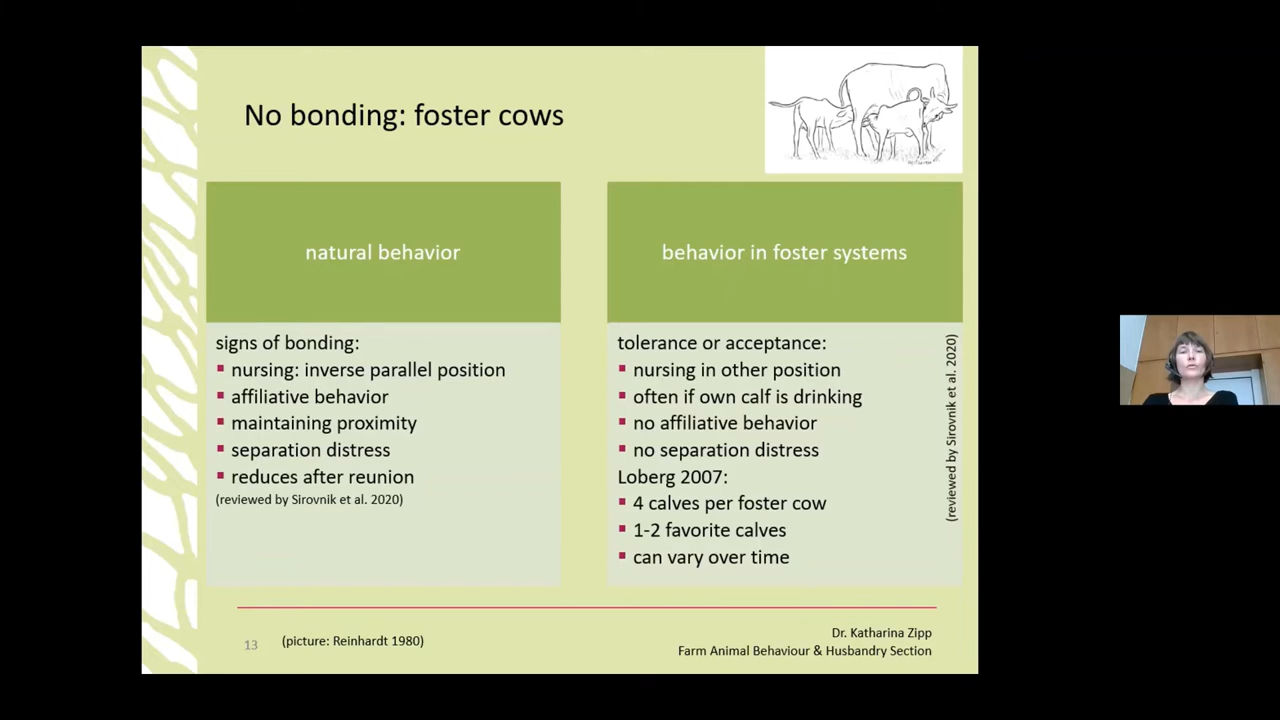 No bonding: foster cows
natural behavior
signs of bonding:
nursing: inverse parallel position
affiliative behavior
maintaining proximity
separation distress
reduces after reunion
(reviewed by Sirovnik et al. 2020)
behavior in foster systems
tolerance or acceptance:
nursing in other position
often if own calf is drinking
no affiliative behavior
no separation distress
Loberg 2007:
4 calves per foster cow
1-2 favorite calves
can vary over time
(reviewed by Sirovnik et al. 2020)
13
(picture: Reinhardt 1980)
Dr. Katharina Zipp
Farm Animal Behaviour & Husbandry Section